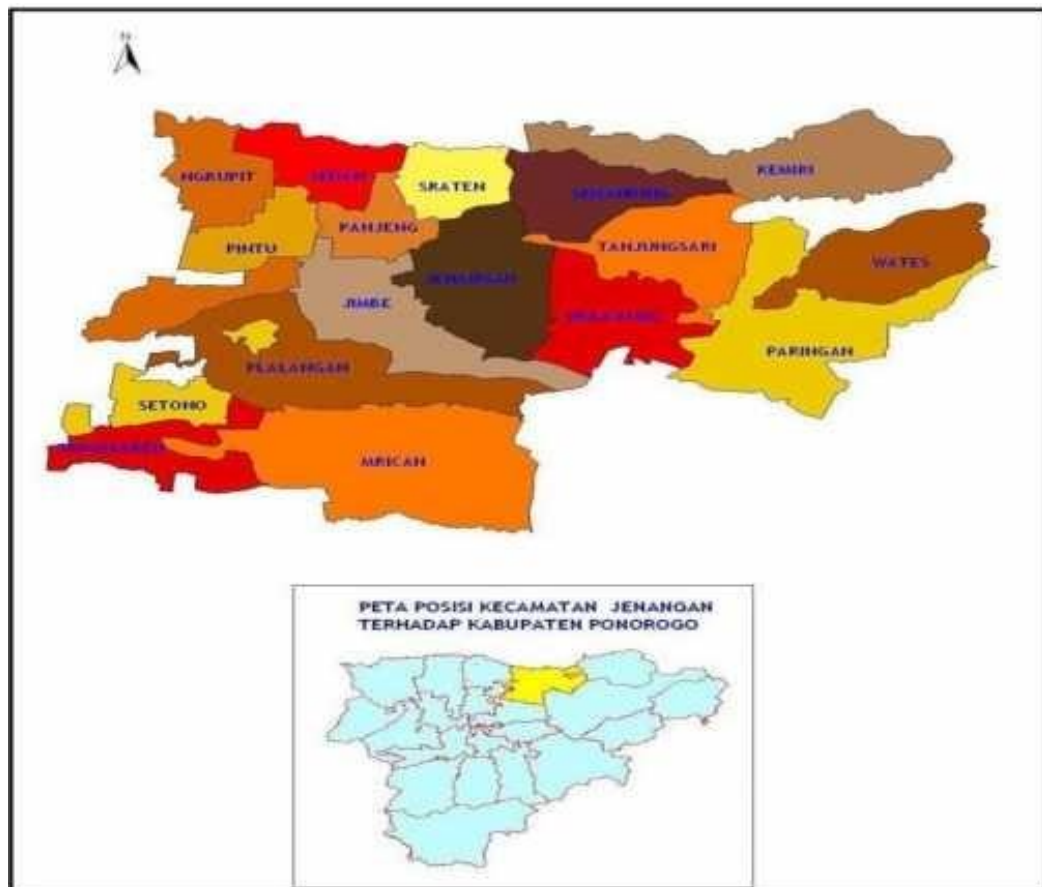 N
NGRUPIT
SRATEN
KEMIRI
PANJENG
TANJUNGSARI
PINTU
WATES
JENANGAN
JIMBE
PARINGAN
PLALANGAN
SETONO
MRICAN
PETA POSISI KECAMATAN JENANGAN
TERHADAP KABUPATEN PONOROGO